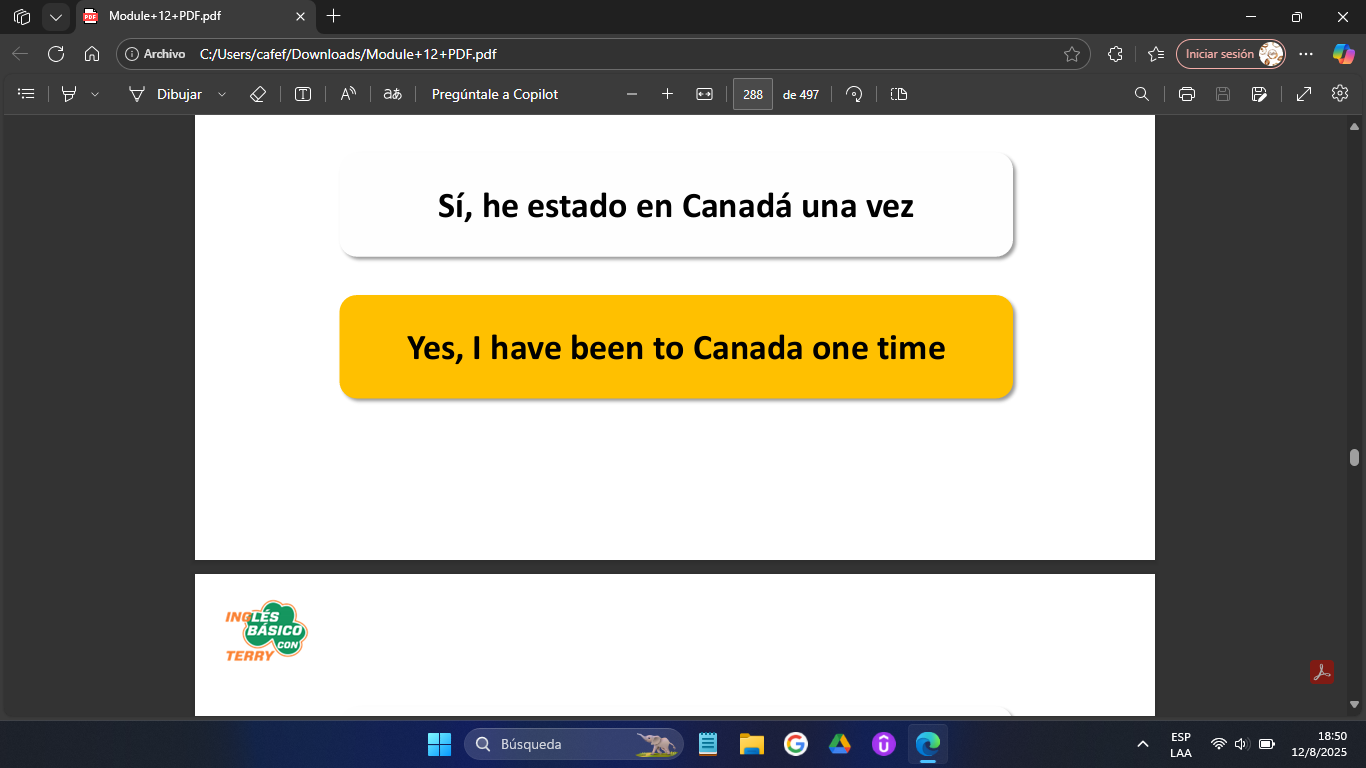 Module+12+PDF.pdf
Archivo C:/Users/cafef/Downloads/Module+12+PDF.pdf Iniciar sesión
Dibujar Pregúntale a Copilot 288 de 497
Sí, he estado en Canadá una vez
Yes, I have been to Canada one time
INGLÉS
BÁSICO
CON
TERRY
Búsqueda
ESP
LAA
18:50
12/8/2025